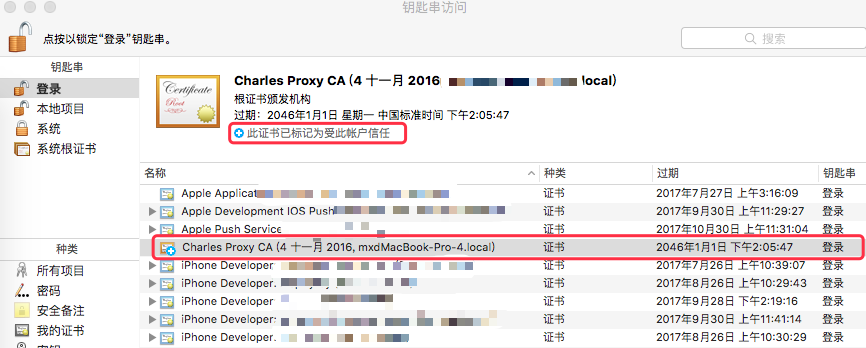 钥匙串访问
点按以锁定“登录”钥匙串。
搜索
钥匙串
登录
本地项目
系统
系统根证书
Certificate
Root
Charles Proxy CA (4 十一月 2016, .local)
根证书颁发机构
过期: 2046年1月1日 星期一 中国标准时间 下午2:05:47
此证书已标记为受此帐户信任
名称 种类 过期 钥匙串
Apple Applicat 证书 2017年7月27日 上午3:16:09 登录
Apple Development IOS Push 证书 2017年9月30日 上午11:29:27 登录
Apple Push Service 证书 2017年10月30日 上午11:31:04 登录
Charles Proxy CA (4 十一月 2016, mxdMacBook-Pro-4.local) 证书 2046年1月1日 下午2:05:47 登录
iPhone Developer 证书 2017年7月26日 上午10:39:07 登录
iPhone Developer 证书 2017年8月26日 上午10:29:43 登录
iPhone Developer 证书 2017年9月28日 下午2:19:16 登录
iPhone Developer: 证书 2017年9月30日 上午11:41:14 登录
iPhone Developer: 证书 2017年8月26日 上午10:30:29 登录
种类
所有项目
密码
安全备注
我的证书
密钥